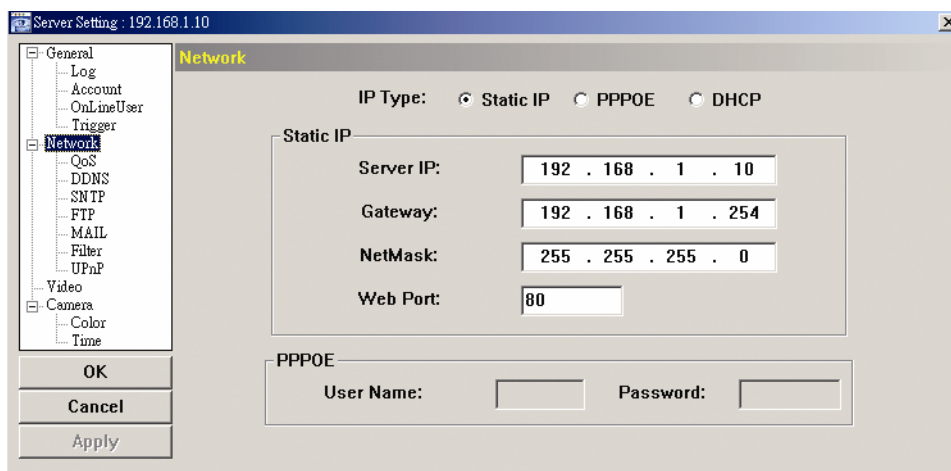 Server Setting : 192.168.1.10
General
Log
Account
OnLineUser
Trigger
Network
QoS
DDNS
SNTP
FTP
MAIL
Filter
UPnP
Video
Camera
Color
Time
OK
Cancel
Apply
Network
IP Type: Static IP PPPOE DHCP
Static IP
Server IP: 192 . 168 . 1 . 10
Gateway: 192 . 168 . 1 . 254
NetMask: 255 . 255 . 255 . 0
Web Port: 80
PPPOE
User Name: Password: